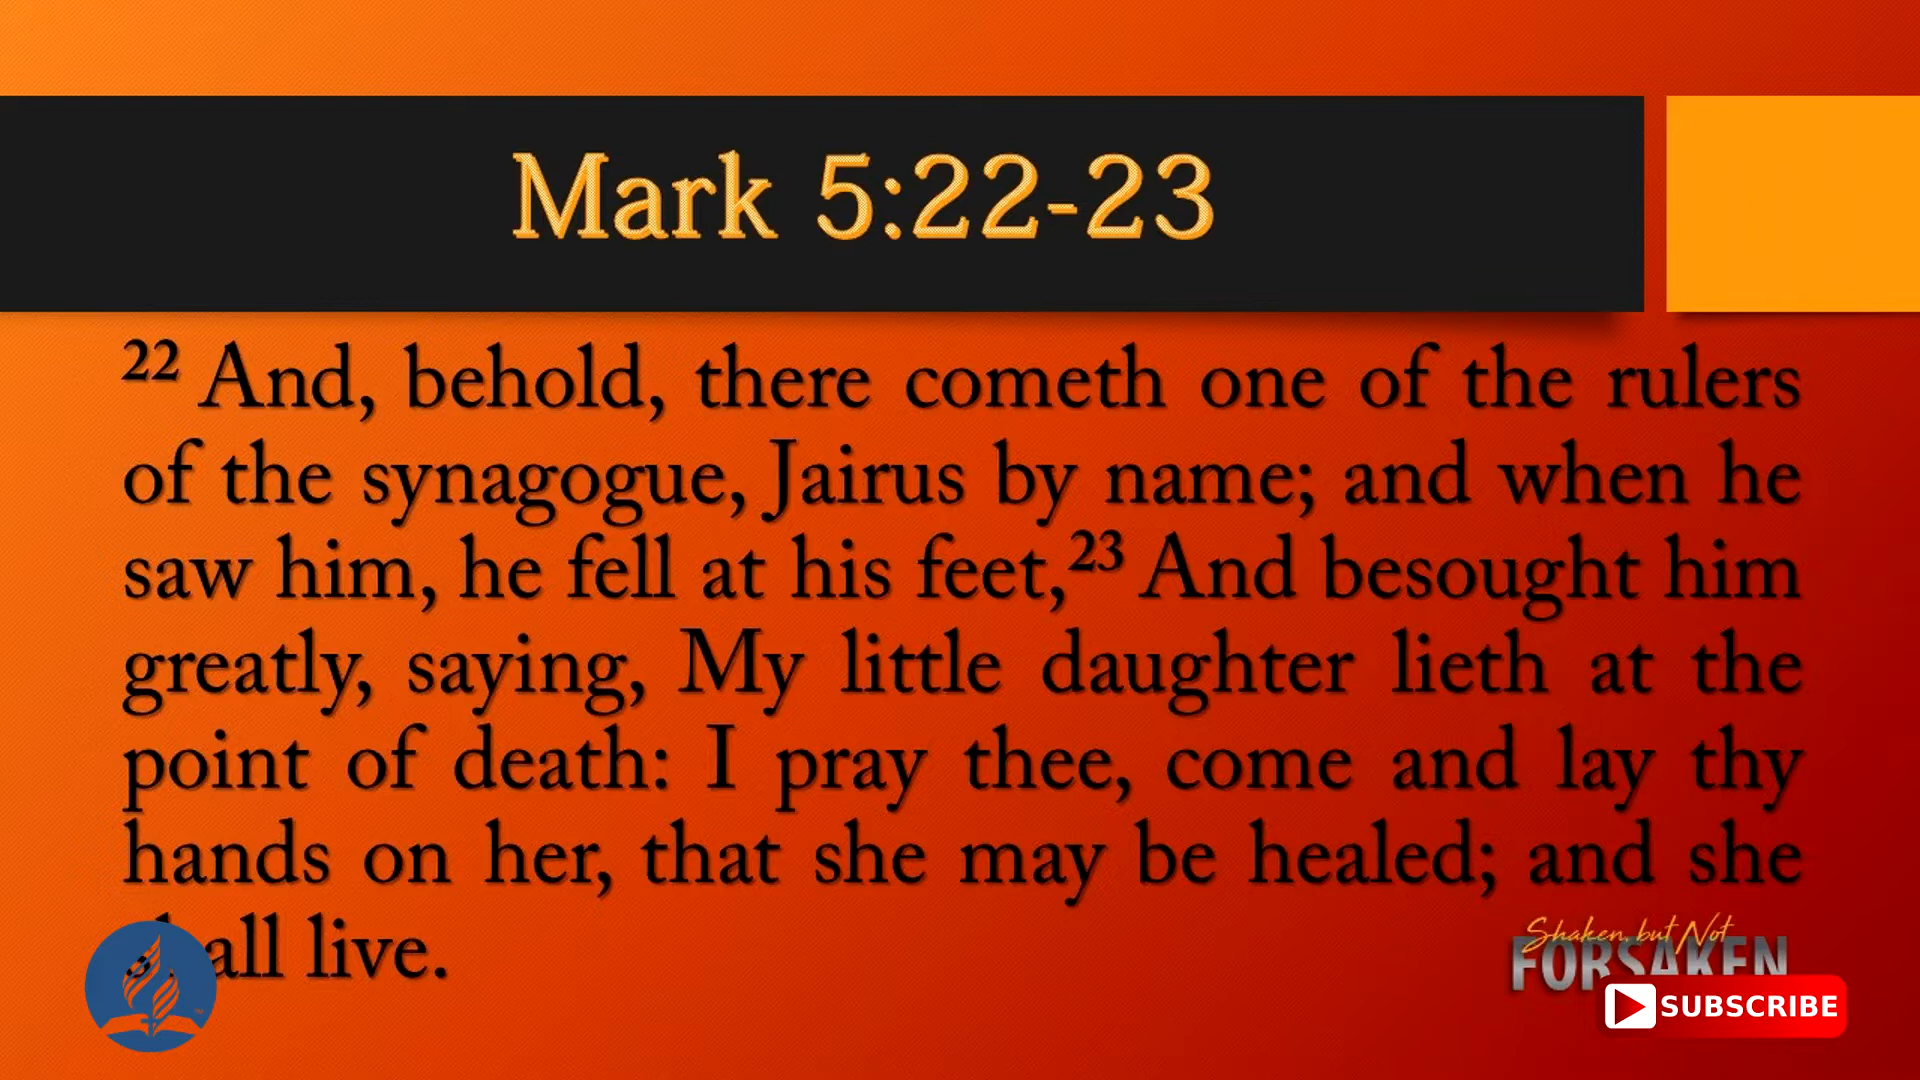 Mark 5:22-23
22 And, behold, there cometh one of the rulers
of the synagogue, Jairus by name; and when he
saw him, he fell at his feet,23 And besought him
greatly, saying, My little daughter lieth at the
point of death: I pray thee, come and lay thy
hands on her, that she may be healed; and she
shall live.
Shaken, but Not
FORSAKEN
SUBSCRIBE